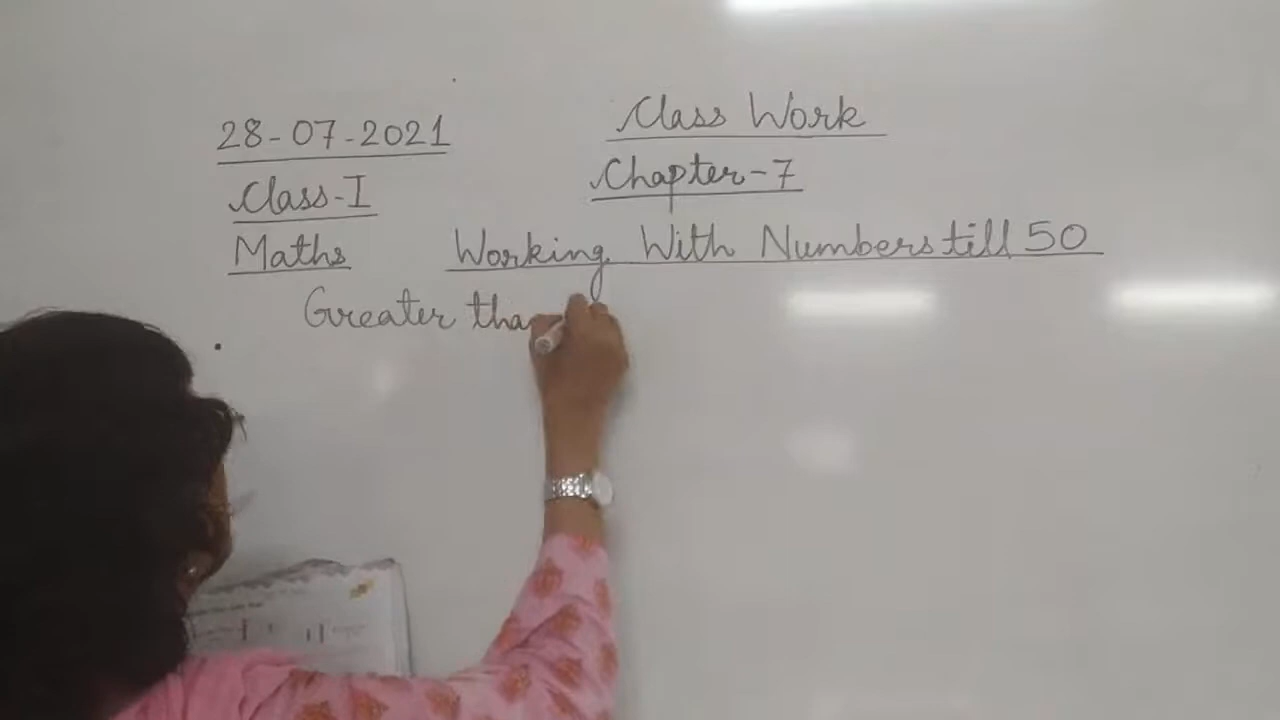 28-07-2021
Class Work
Class-I
Chapter-7
Maths
Working With Numbers till 50
Greater tha